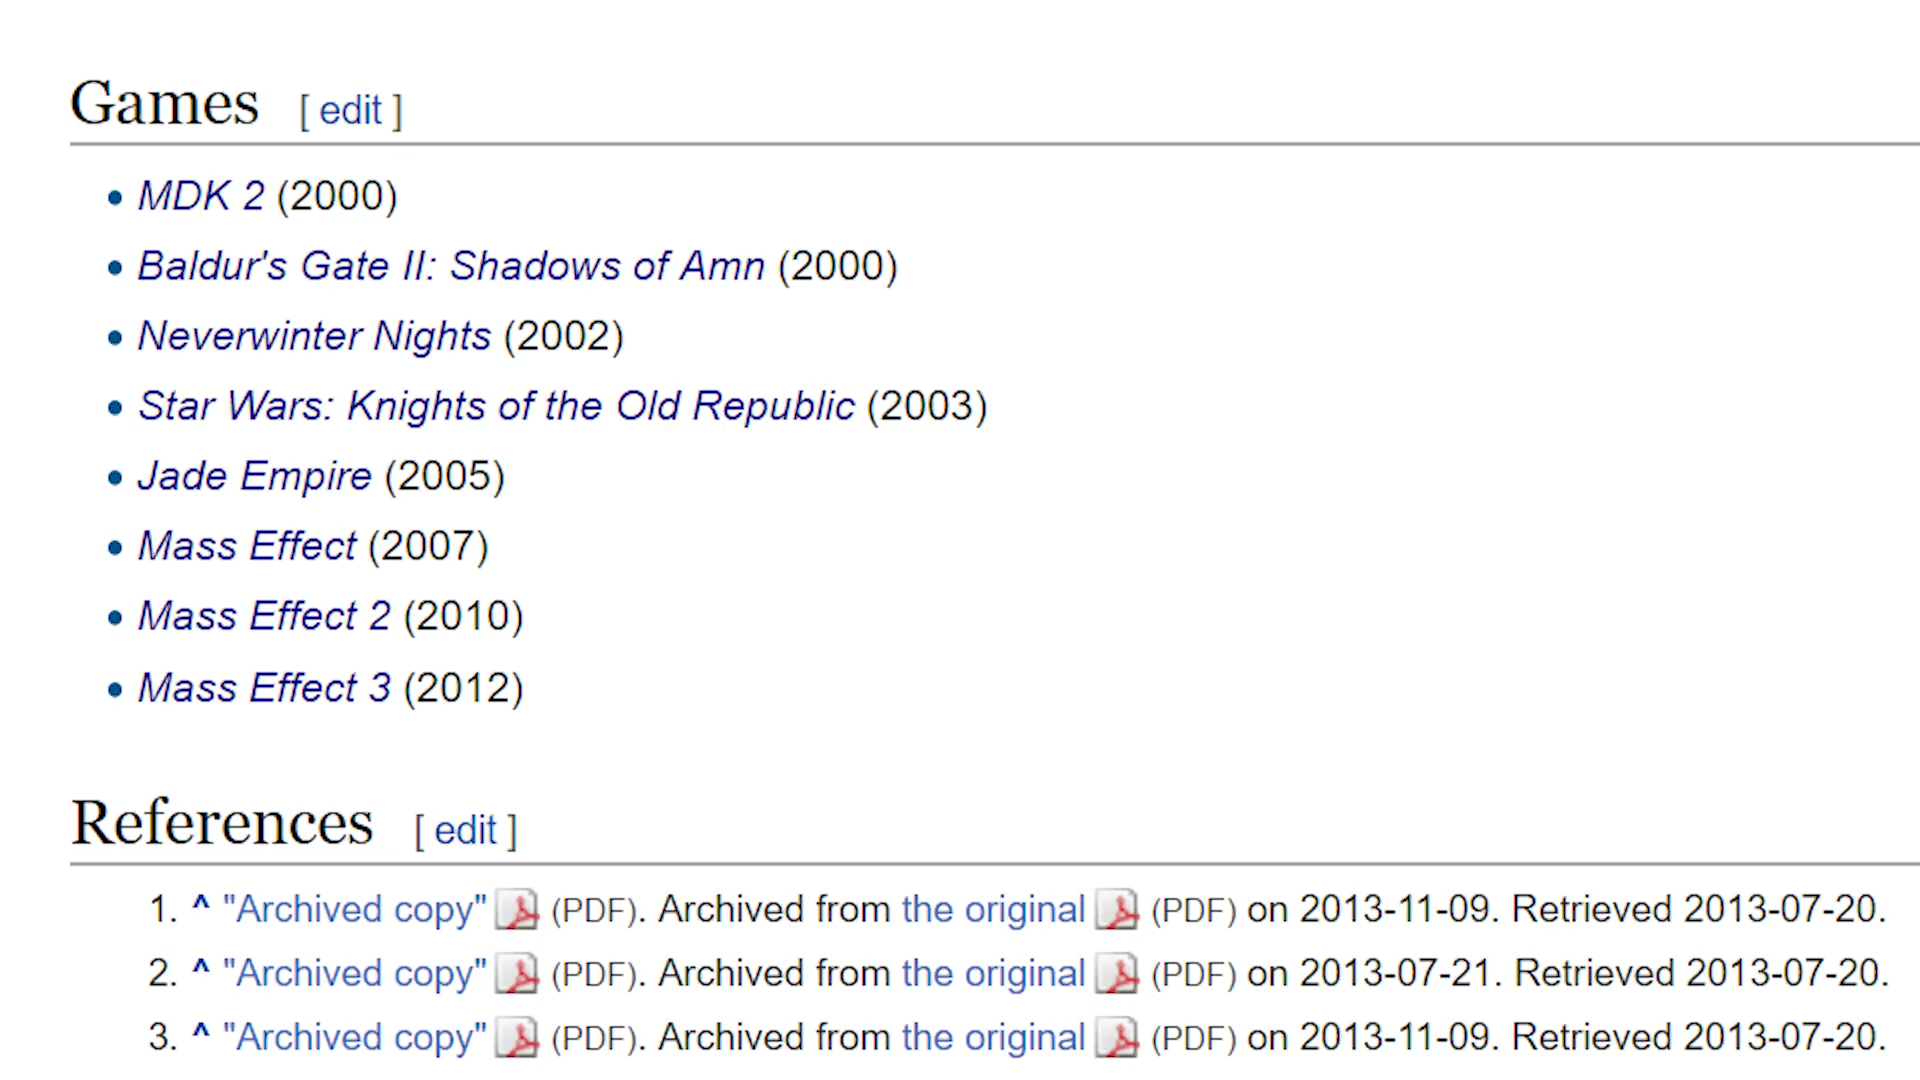 Games [ edit ]
• MDK 2 (2000)
• Baldur's Gate II: Shadows of Amn (2000)
• Neverwinter Nights (2002)
• Star Wars: Knights of the Old Republic (2003)
• Jade Empire (2005)
• Mass Effect (2007)
• Mass Effect 2 (2010)
• Mass Effect 3 (2012)
References [ edit ]
1. ^ "Archived copy" (PDF). Archived from the original (PDF) on 2013-11-09. Retrieved 2013-07-20.
2. ^ "Archived copy" (PDF). Archived from the original (PDF) on 2013-07-21. Retrieved 2013-07-20.
3. ^ "Archived copy" (PDF). Archived from the original (PDF) on 2013-11-09. Retrieved 2013-07-20.